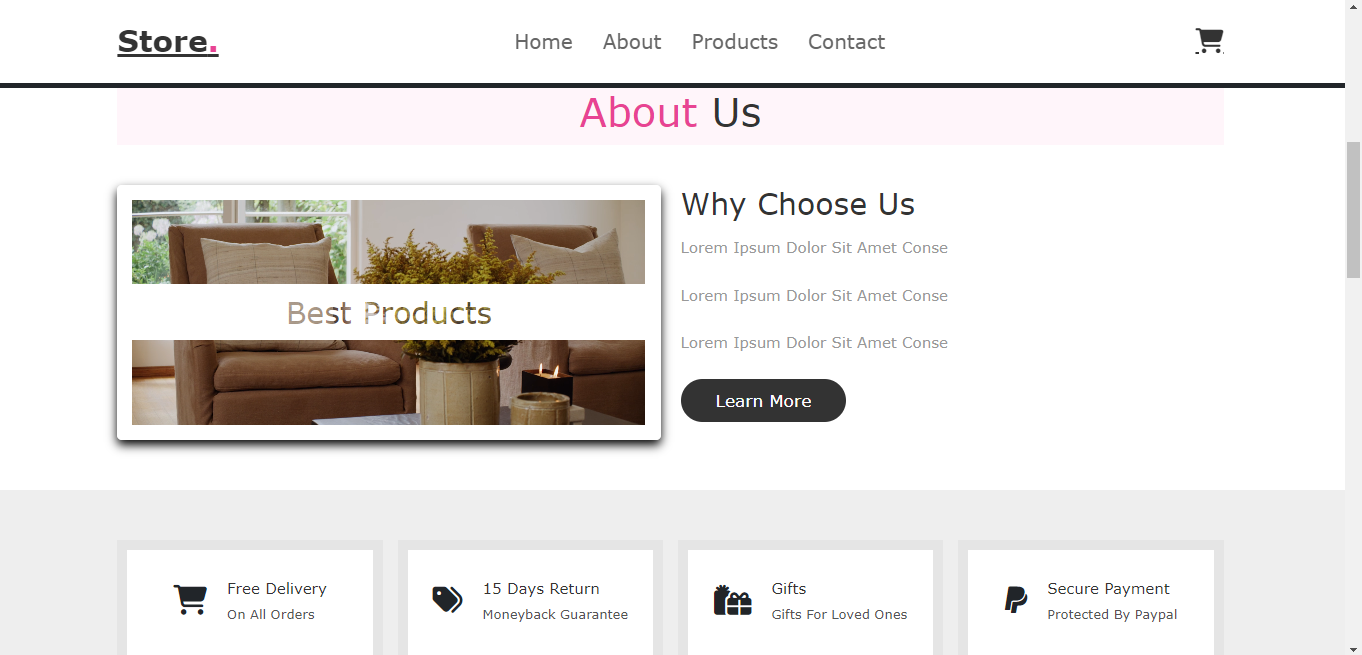 Store.
Home About Products Contact
About Us
Best Products
Why Choose Us
Lorem Ipsum Dolor Sit Amet Conse
Lorem Ipsum Dolor Sit Amet Conse
Lorem Ipsum Dolor Sit Amet Conse
Learn More
Free Delivery
On All Orders
15 Days Return
Moneyback Guarantee
Gifts
Gifts For Loved Ones
Secure Payment
Protected By Paypal